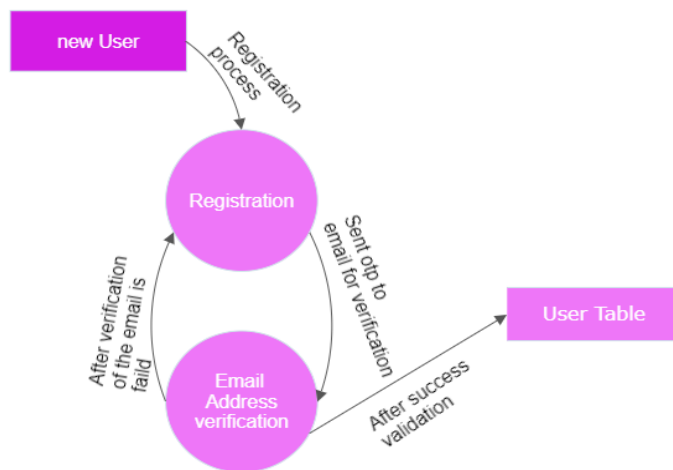 new User
Registration
process
Registration
Sent otp to
email for verification
After verification
of the email is
faild
User Table
Email
Address
verification
After success
validation